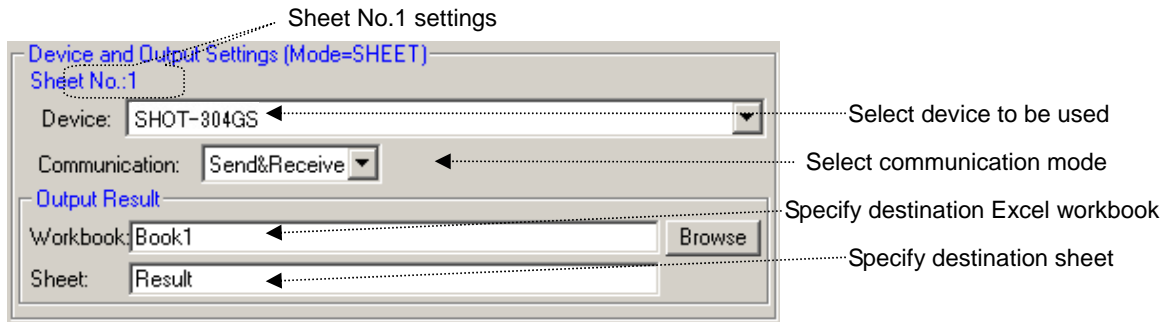 Sheet No.1 settings
Device and Output Settings (Mode=SHEET)
Sheet No.:1
Device: SHOT-304GS
Select device to be used
Communication: Send&Receive
Select communication mode
Output Result
Specify destination Excel workbook
Workbook: Book1 Browse
Specify destination sheet
Sheet: Result